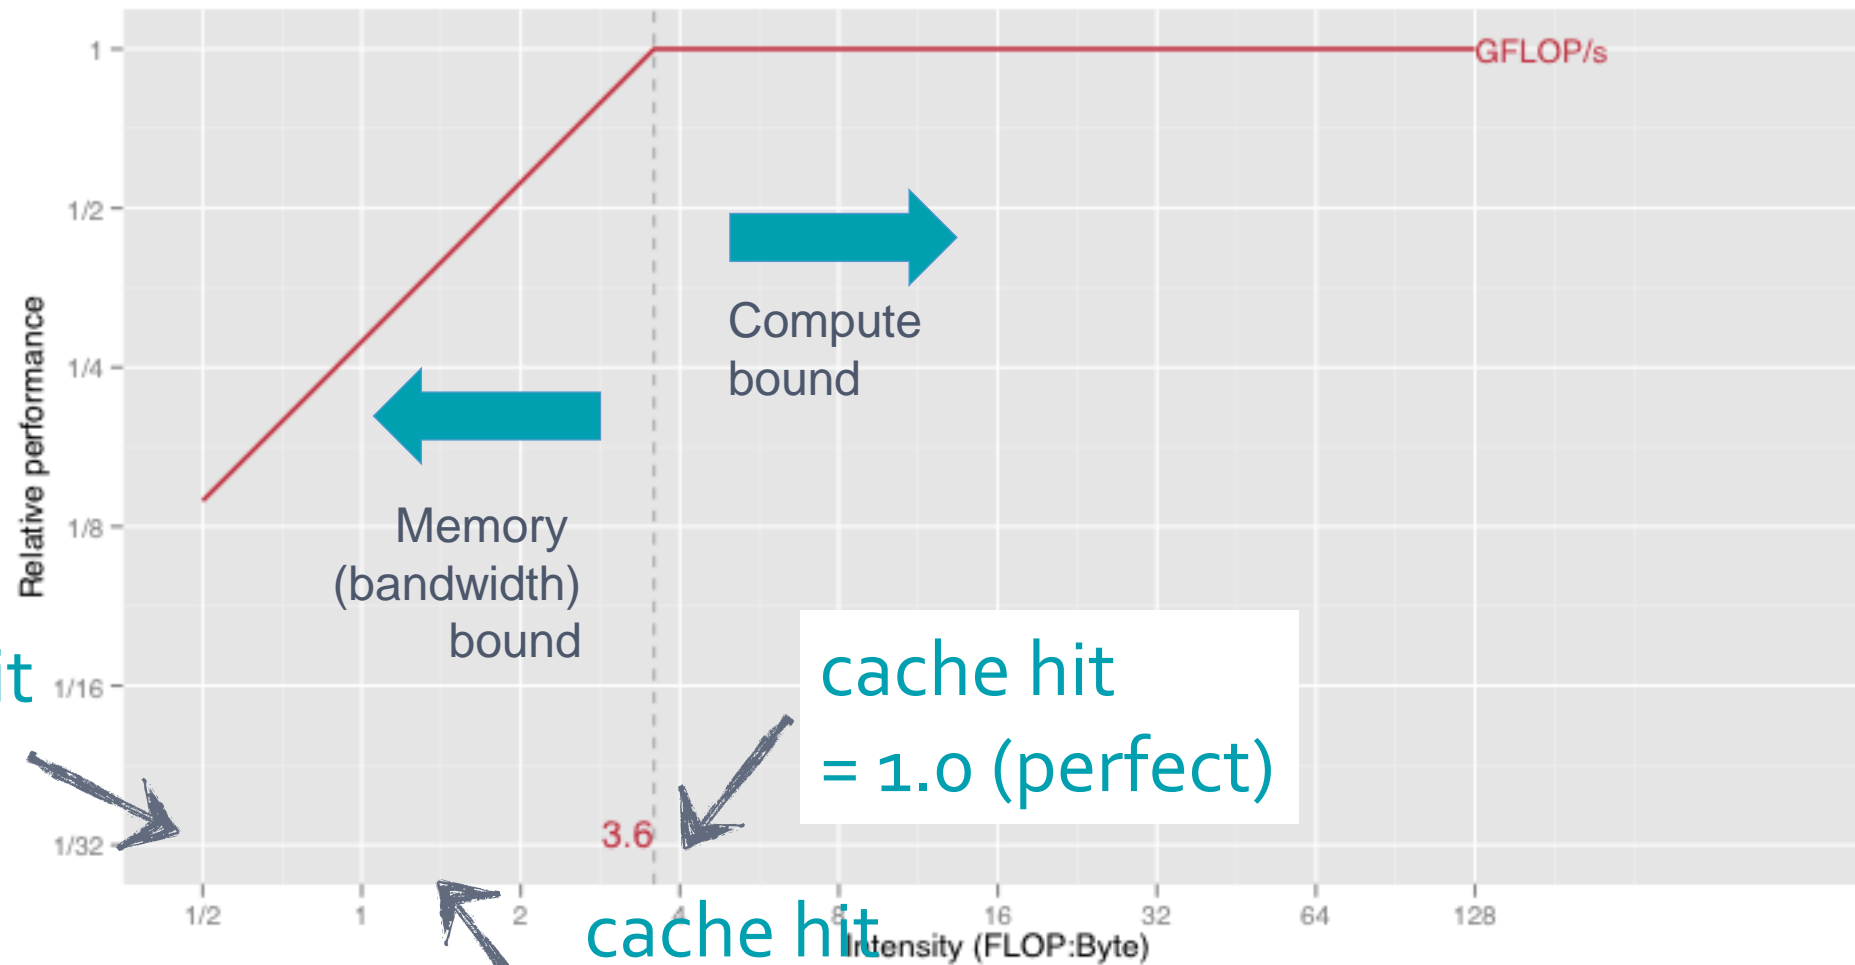 1
GFLOP/s
1/2
Compute
bound
1/4
Relative performance
1/8
Memory
(bandwidth)
bound
cache hit
= 1.0 (perfect)
1/16
3.6
1/32
1/2
1
2
4
8
16
32
64
128
cache hit
Intensity (FLOP:Byte)